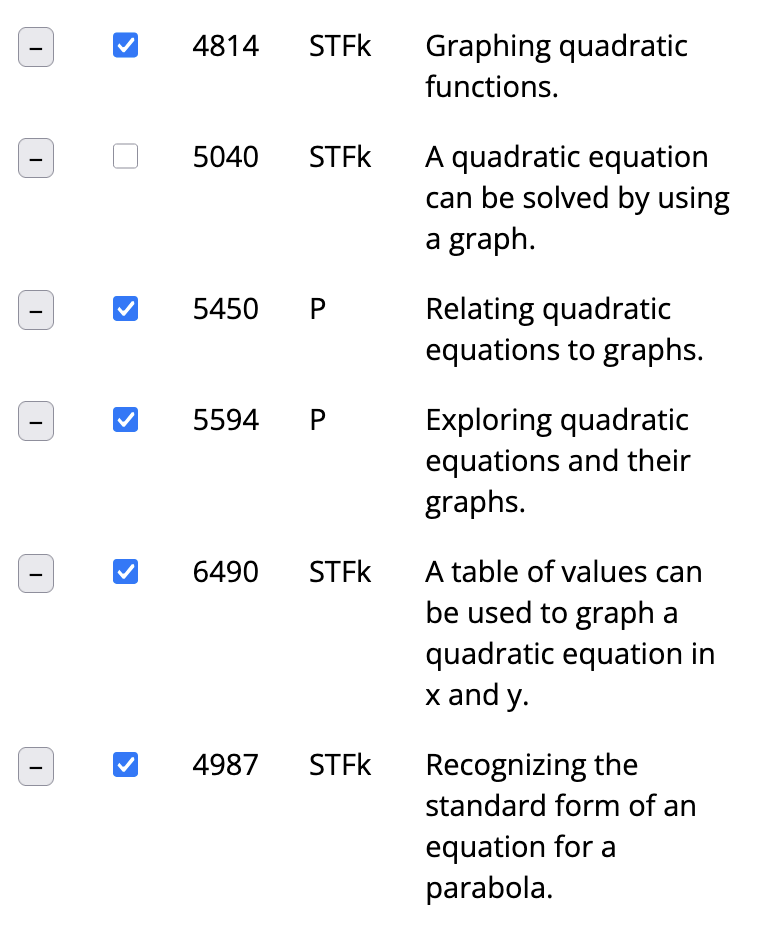 – 4814 STFk Graphing quadratic
functions.
– 5040 STFk A quadratic equation
can be solved by using
a graph.
– 5450 P Relating quadratic
equations to graphs.
– 5594 P Exploring quadratic
equations and their
graphs.
– 6490 STFk A table of values can
be used to graph a
quadratic equation in
x and y.
– 4987 STFk Recognizing the
standard form of an
equation for a
parabola.